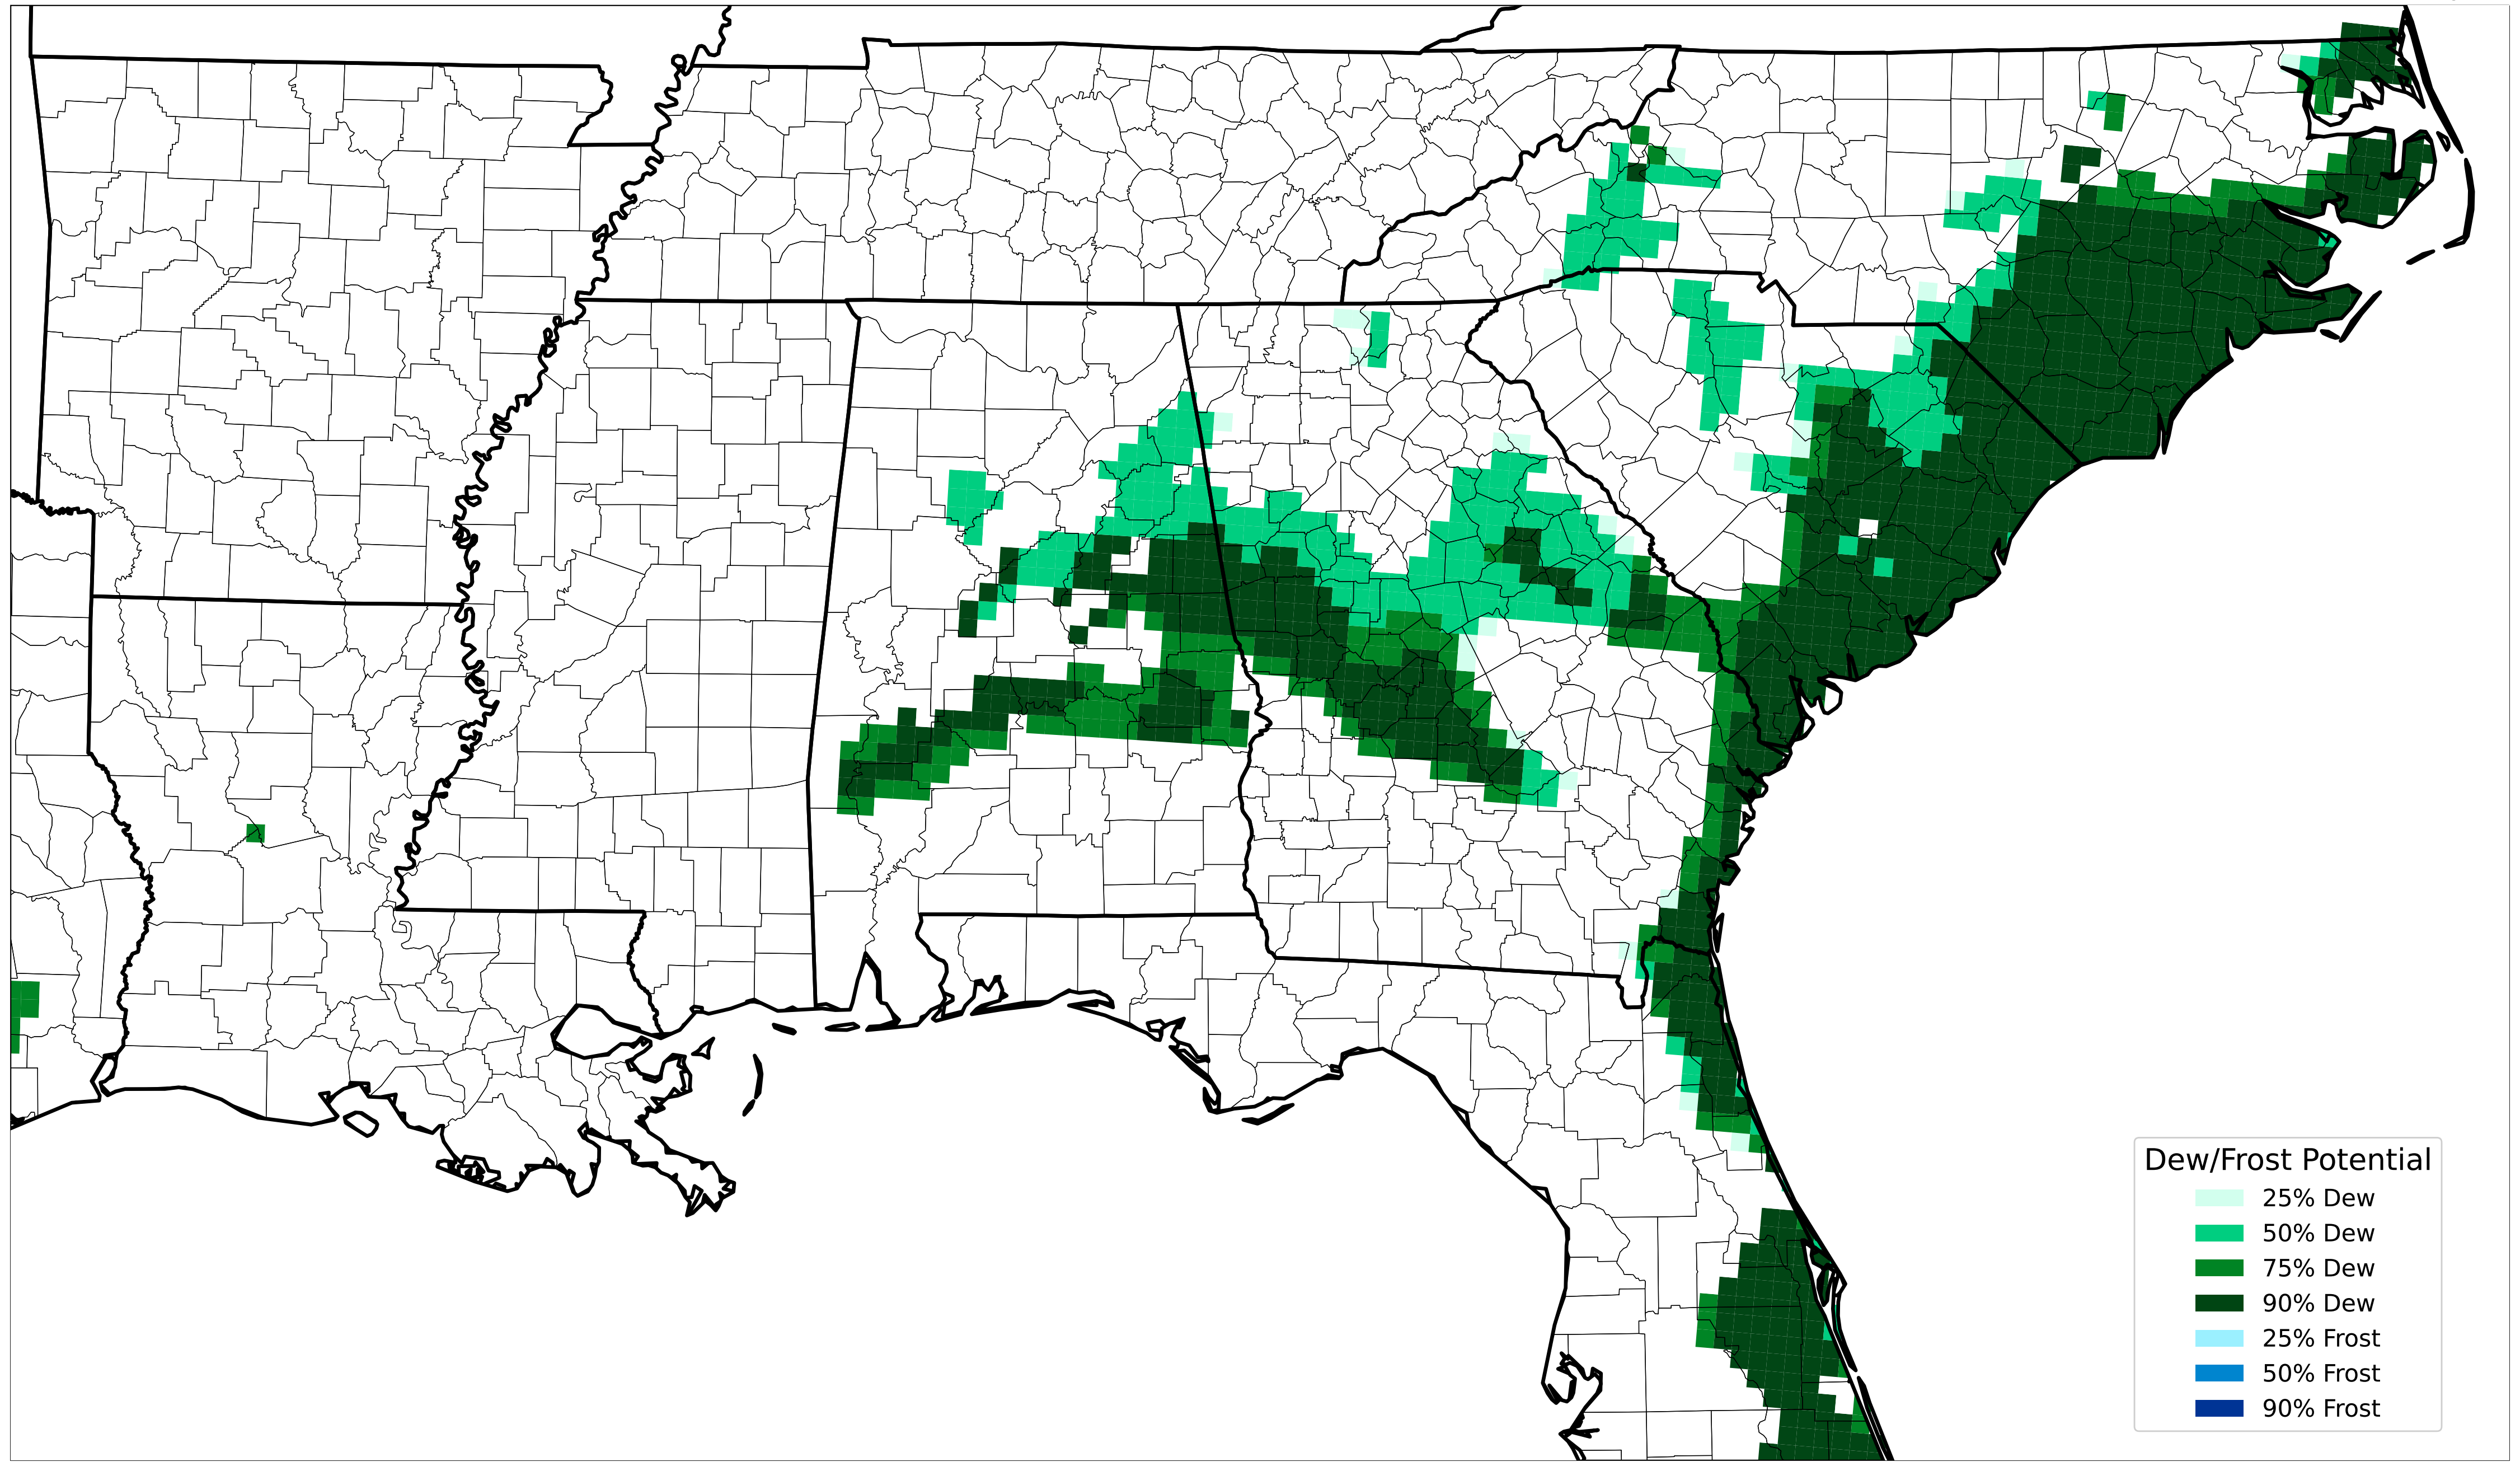 Dew/Frost Potential
25% Dew
50% Dew
75% Dew
90% Dew
25% Frost
50% Frost
90% Frost